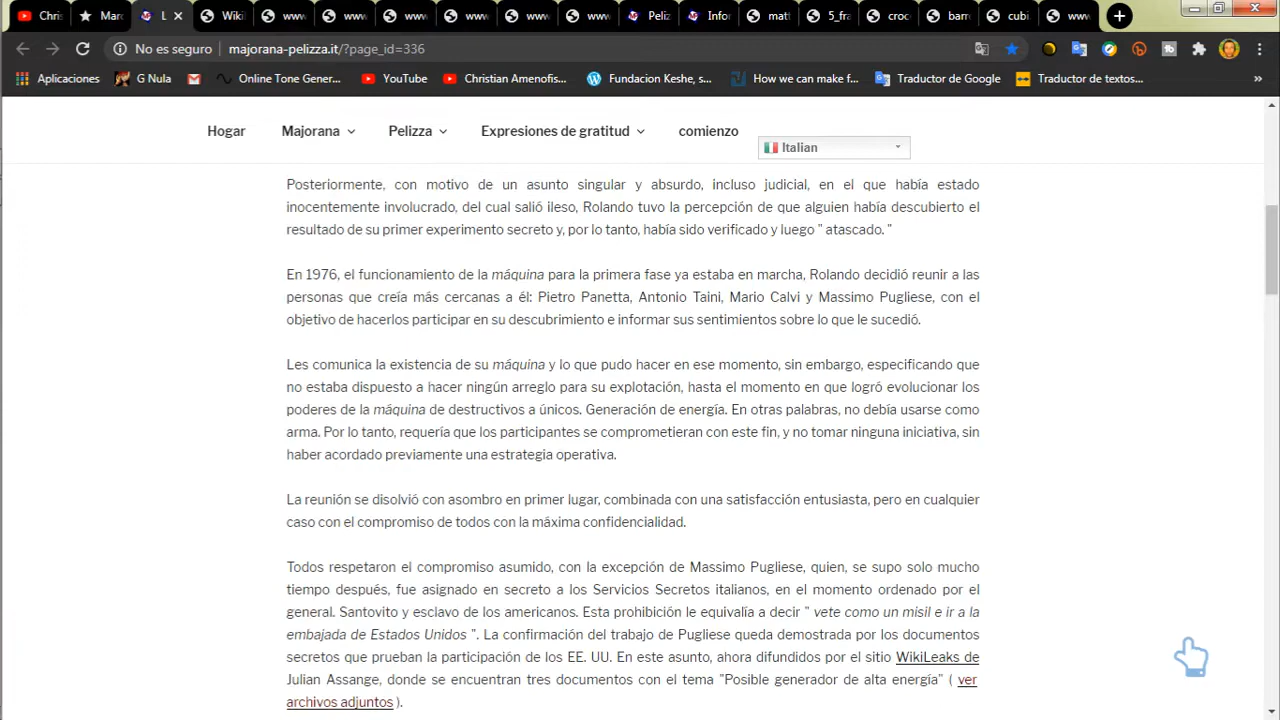 Chris
Marc
L
Wiki
www
www
www
www
www
www
Peliz
Infor
matt
5_fra
croc
barr
cubi
www
No es seguro
majorana-pelizza.it/?page_id=336
Aplicaciones
G Nula
Online Tone Gener...
YouTube
Christian Amenofis...
Fundacion Keshe, s...
How we can make f...
Traductor de Google
Traductor de textos...
»
Hogar
Majorana
Pelizza
Expresiones de gratitud
comienzo
Italian
Posteriormente, con motivo de un asunto singular y absurdo, incluso judicial, en el que había estado
inocentemente involucrado, del cual salió ileso, Rolando tuvo la percepción de que alguien había descubierto el
resultado de su primer experimento secreto y, por lo tanto, había sido verificado y luego " atascado. "
En 1976, el funcionamiento de la máquina para la primera fase ya estaba en marcha, Rolando decidió reunir a las
personas que creía más cercanas a él: Pietro Panetta, Antonio Taini, Mario Calvi y Massimo Pugliese, con el
objetivo de hacerlos participar en su descubrimiento e informar sus sentimientos sobre lo que le sucedió.
Les comunica la existencia de su máquina y lo que pudo hacer en ese momento, sin embargo, especificando que
no estaba dispuesto a hacer ningún arreglo para su explotación, hasta el momento en que logró evolucionar los
poderes de la máquina de destructivos a únicos. Generación de energía. En otras palabras, no debía usarse como
arma. Por lo tanto, requería que los participantes se comprometieran con este fin, y no tomar ninguna iniciativa, sin
haber acordado previamente una estrategia operativa.
La reunión se disolvió con asombro en primer lugar, combinada con una satisfacción entusiasta, pero en cualquier
caso con el compromiso de todos con la máxima confidencialidad.
Todos respetaron el compromiso asumido, con la excepción de Massimo Pugliese, quien, se supo solo mucho
tiempo después, fue asignado en secreto a los Servicios Secretos italianos, en el momento ordenado por el
general. Santovito y esclavo de los americanos. Esta prohibición le equivalía a decir " vete como un misil e ir a la
embajada de Estados Unidos ". La confirmación del trabajo de Pugliese queda demostrada por los documentos
secretos que prueban la participación de los EE. UU. En este asunto, ahora difundidos por el sitio WikiLeaks de
Julian Assange, donde se encuentran tres documentos con el tema "Posible generador de alta energía" ( ver
archivos adjuntos ).